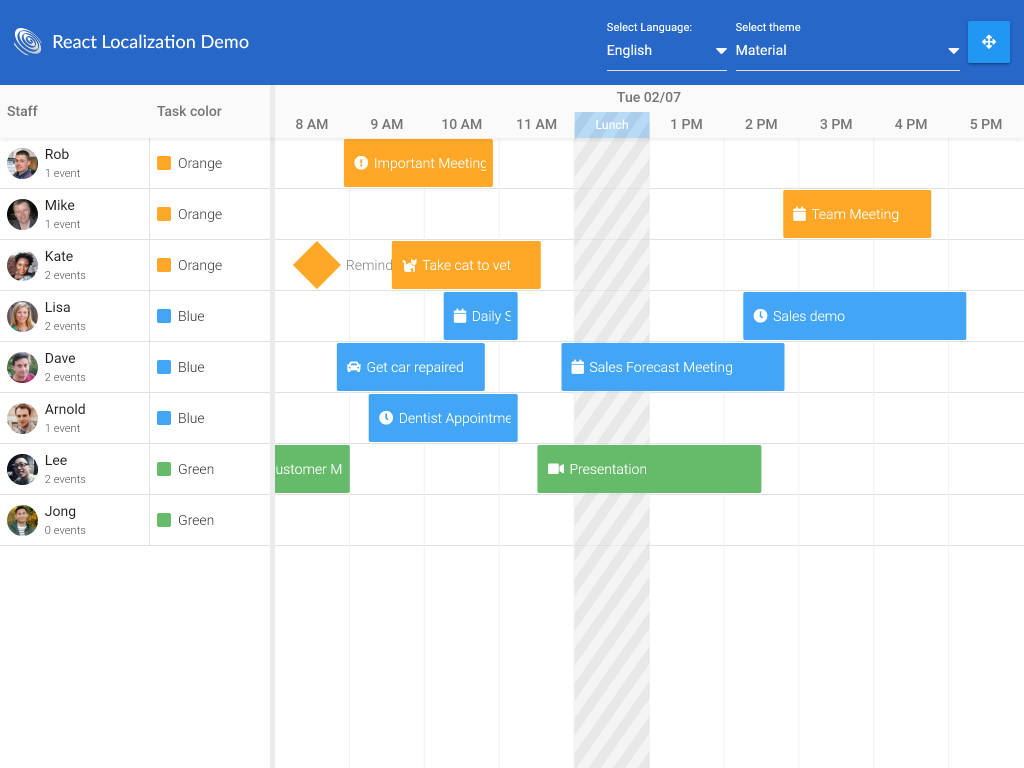 React Localization Demo
Select Language:
English
Select theme
Material
Staff
Task color
Tue 02/07
8 AM
9 AM
10 AM
11 AM
Lunch
1 PM
2 PM
3 PM
4 PM
5 PM
Rob
1 event
Orange
Important Meeting
Mike
1 event
Orange
Team Meeting
Kate
2 events
Orange
Remind
Take cat to vet
Lisa
2 events
Blue
Daily S
Sales demo
Dave
2 events
Blue
Get car repaired
Sales Forecast Meeting
Arnold
1 event
Blue
Dentist Appointme
Lee
2 events
Green
ustomer M
Presentation
Jong
0 events
Green